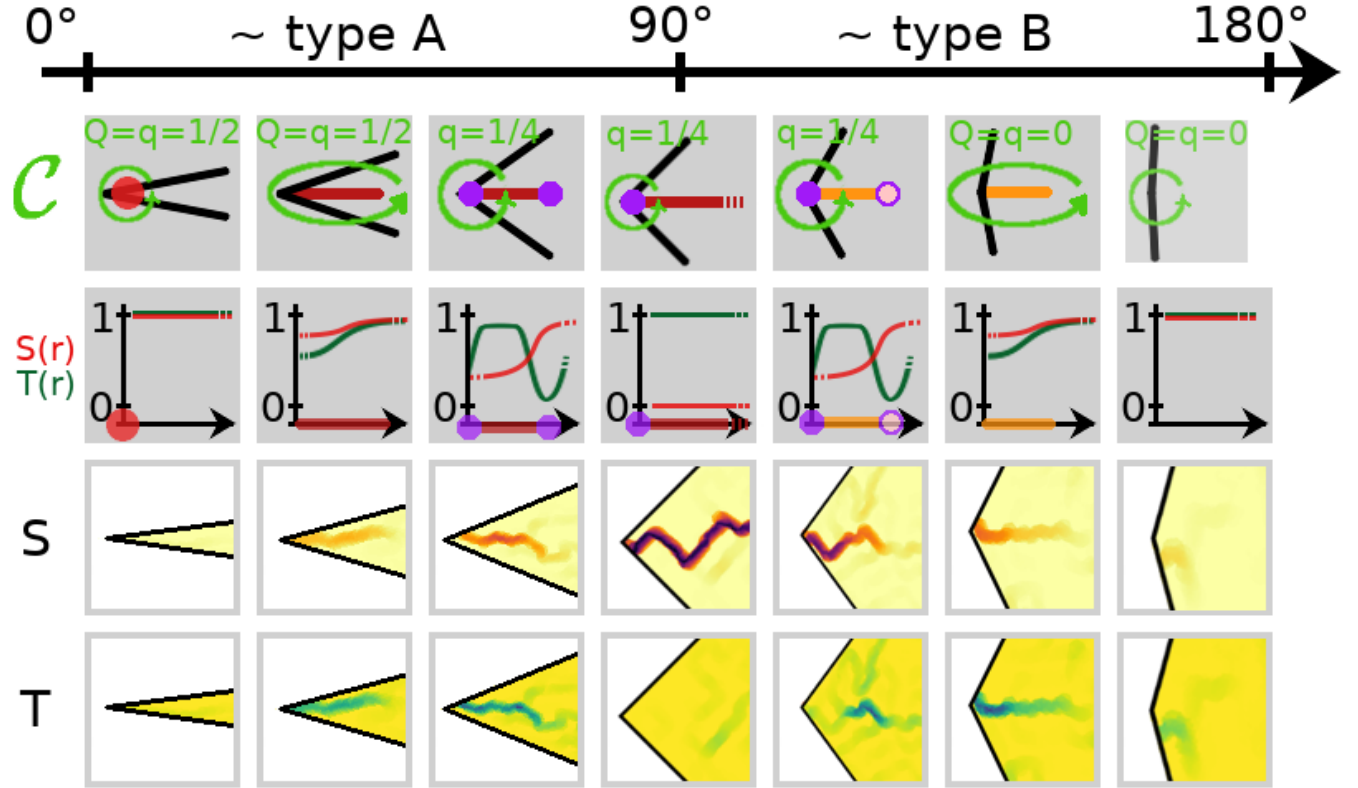 0° ~ type A 90° ~ type B 180°
C Q=q=1/2 Q=q=1/2 q=1/4 q=1/4 q=1/4 Q=q=0 Q=q=0
1 1 1 1 1 1 1
S(r)
T(r)
0 0 0 0 0 0 0
S
T